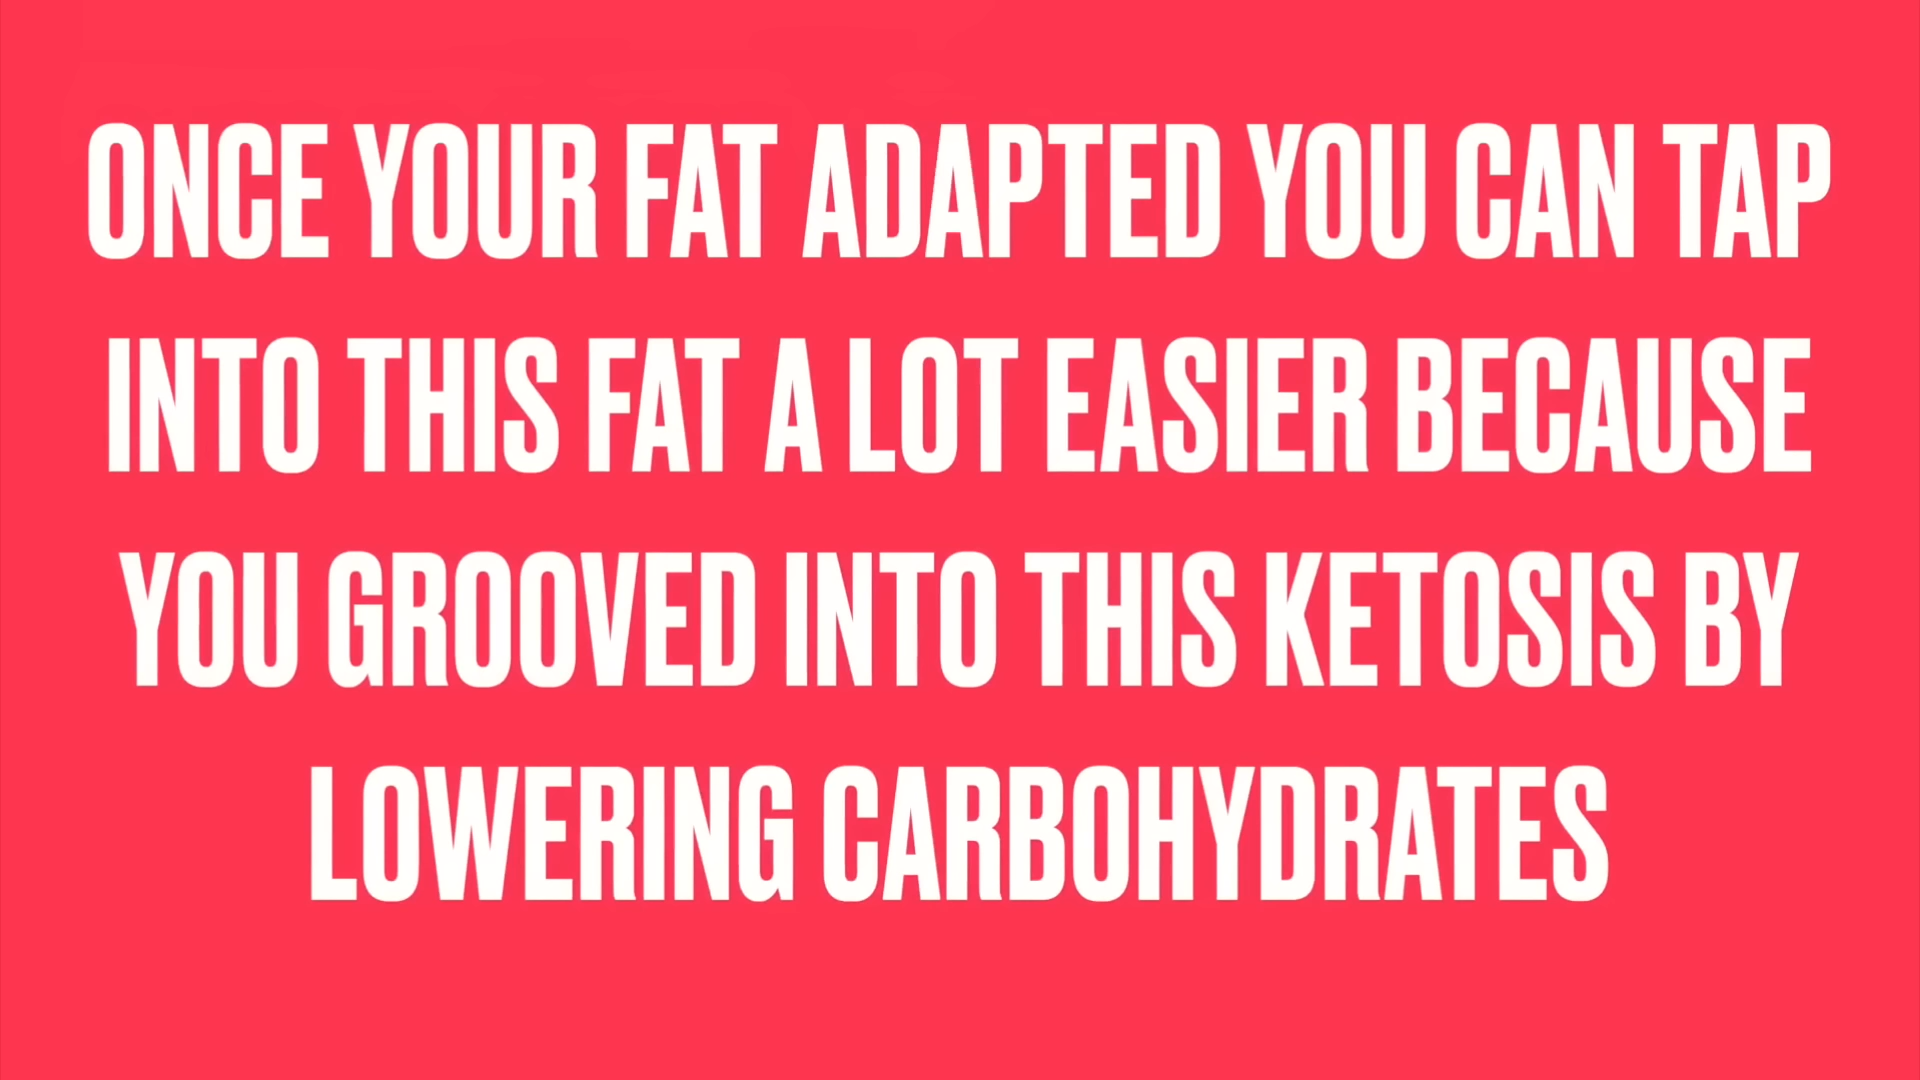 ONCE YOUR FAT ADAPTED YOU CAN TAP
INTO THIS FAT A LOT EASIER BECAUSE
YOU GROOVED INTO THIS KETOSIS BY
LOWERING CARBOHYDRATES